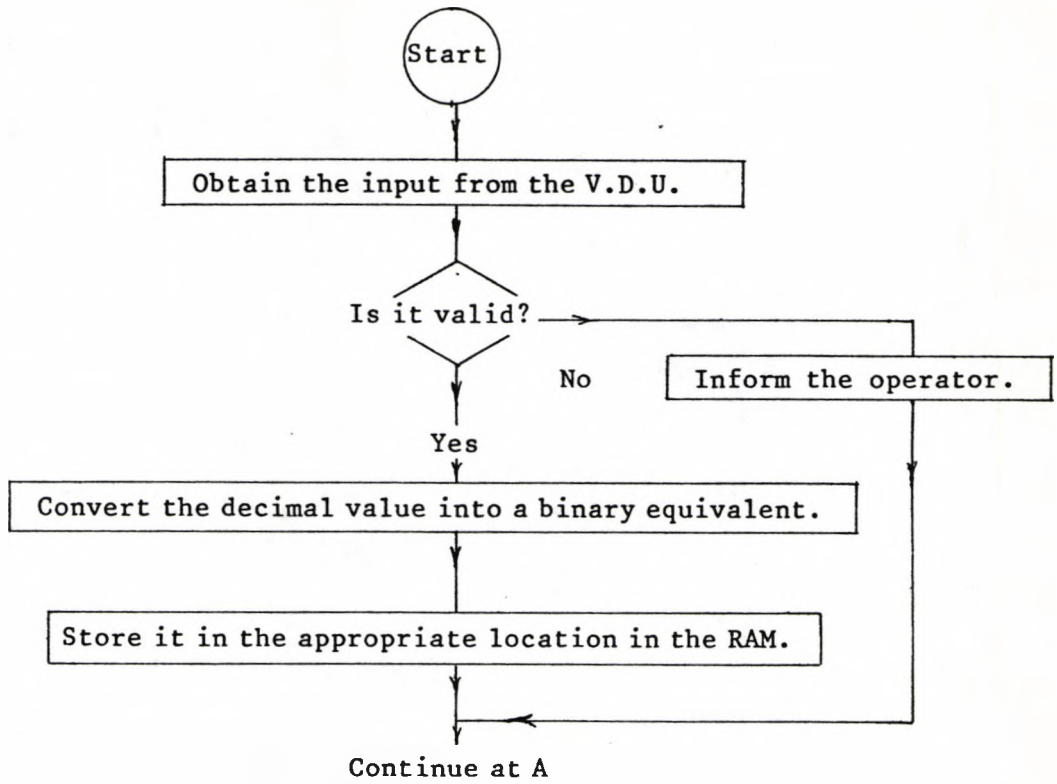 Start
Obtain the input from the V.D.U.
Is it valid?
No
Inform the operator.
Yes
Convert the decimal value into a binary equivalent.
Store it in the appropriate location in the RAM.
Continue at A